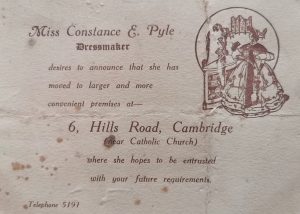 Miss Constance E. Pyle
Dressmaker
desires to announce that she has
moved to larger and more
convenient premises at—
6, Hills Road, Cambridge
(near Catholic Church)
where she hopes to be entrusted
with your future requirements.
Telephone 5191